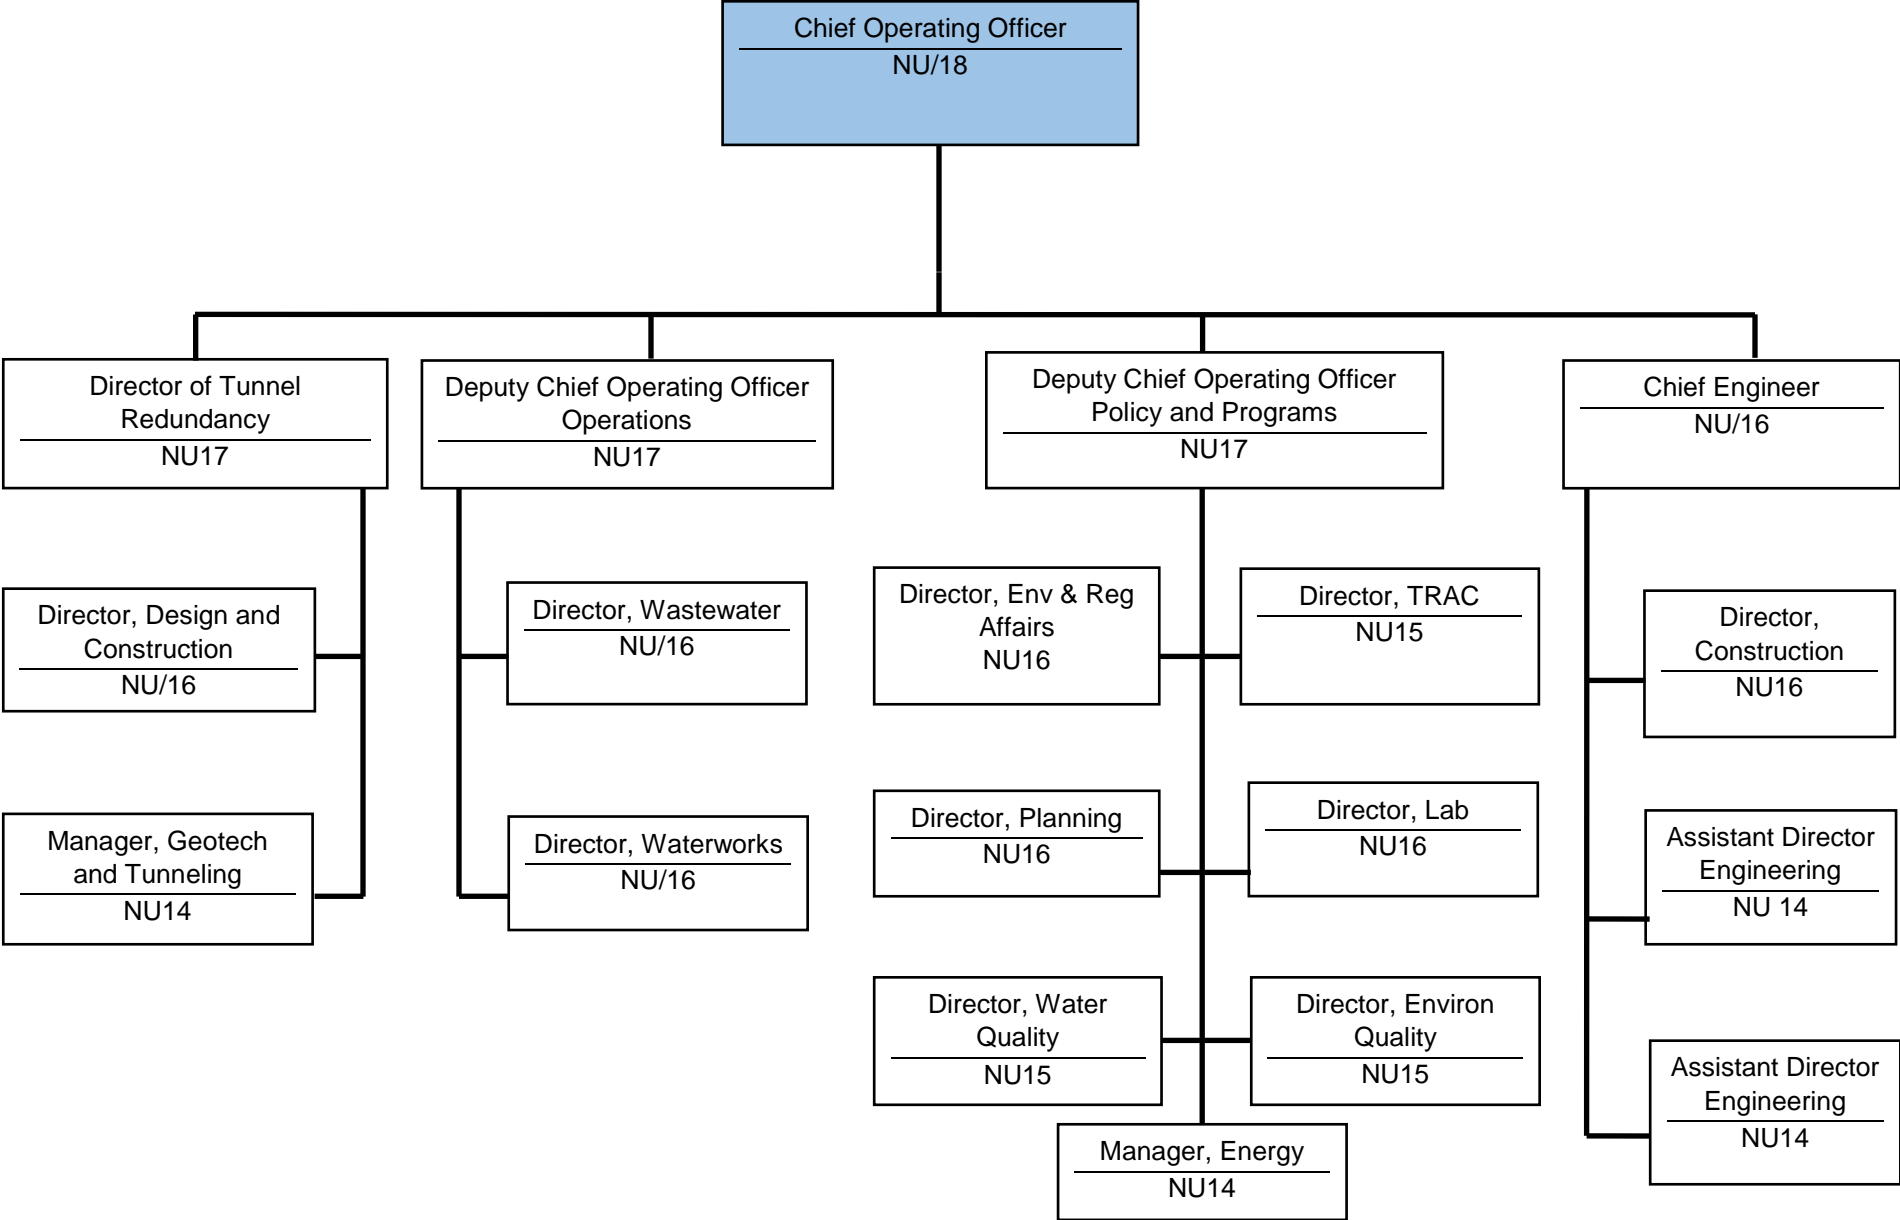 Chief Operating Officer
NU/18
Director of Tunnel
Redundancy
NU17
Deputy Chief Operating Officer
Operations
NU17
Deputy Chief Operating Officer
Policy and Programs
NU17
Chief Engineer
NU/16
Director, Design and
Construction
NU/16
Manager, Geotech
and Tunneling
NU14
Director, Wastewater
NU/16
Director, Waterworks
NU/16
Director, Env & Reg
Affairs
NU16
Director, TRAC
NU15
Director, Planning
NU16
Director, Lab
NU16
Director, Water
Quality
NU15
Director, Environ
Quality
NU15
Manager, Energy
NU14
Director,
Construction
NU16
Assistant Director
Engineering
NU 14
Assistant Director
Engineering
NU14